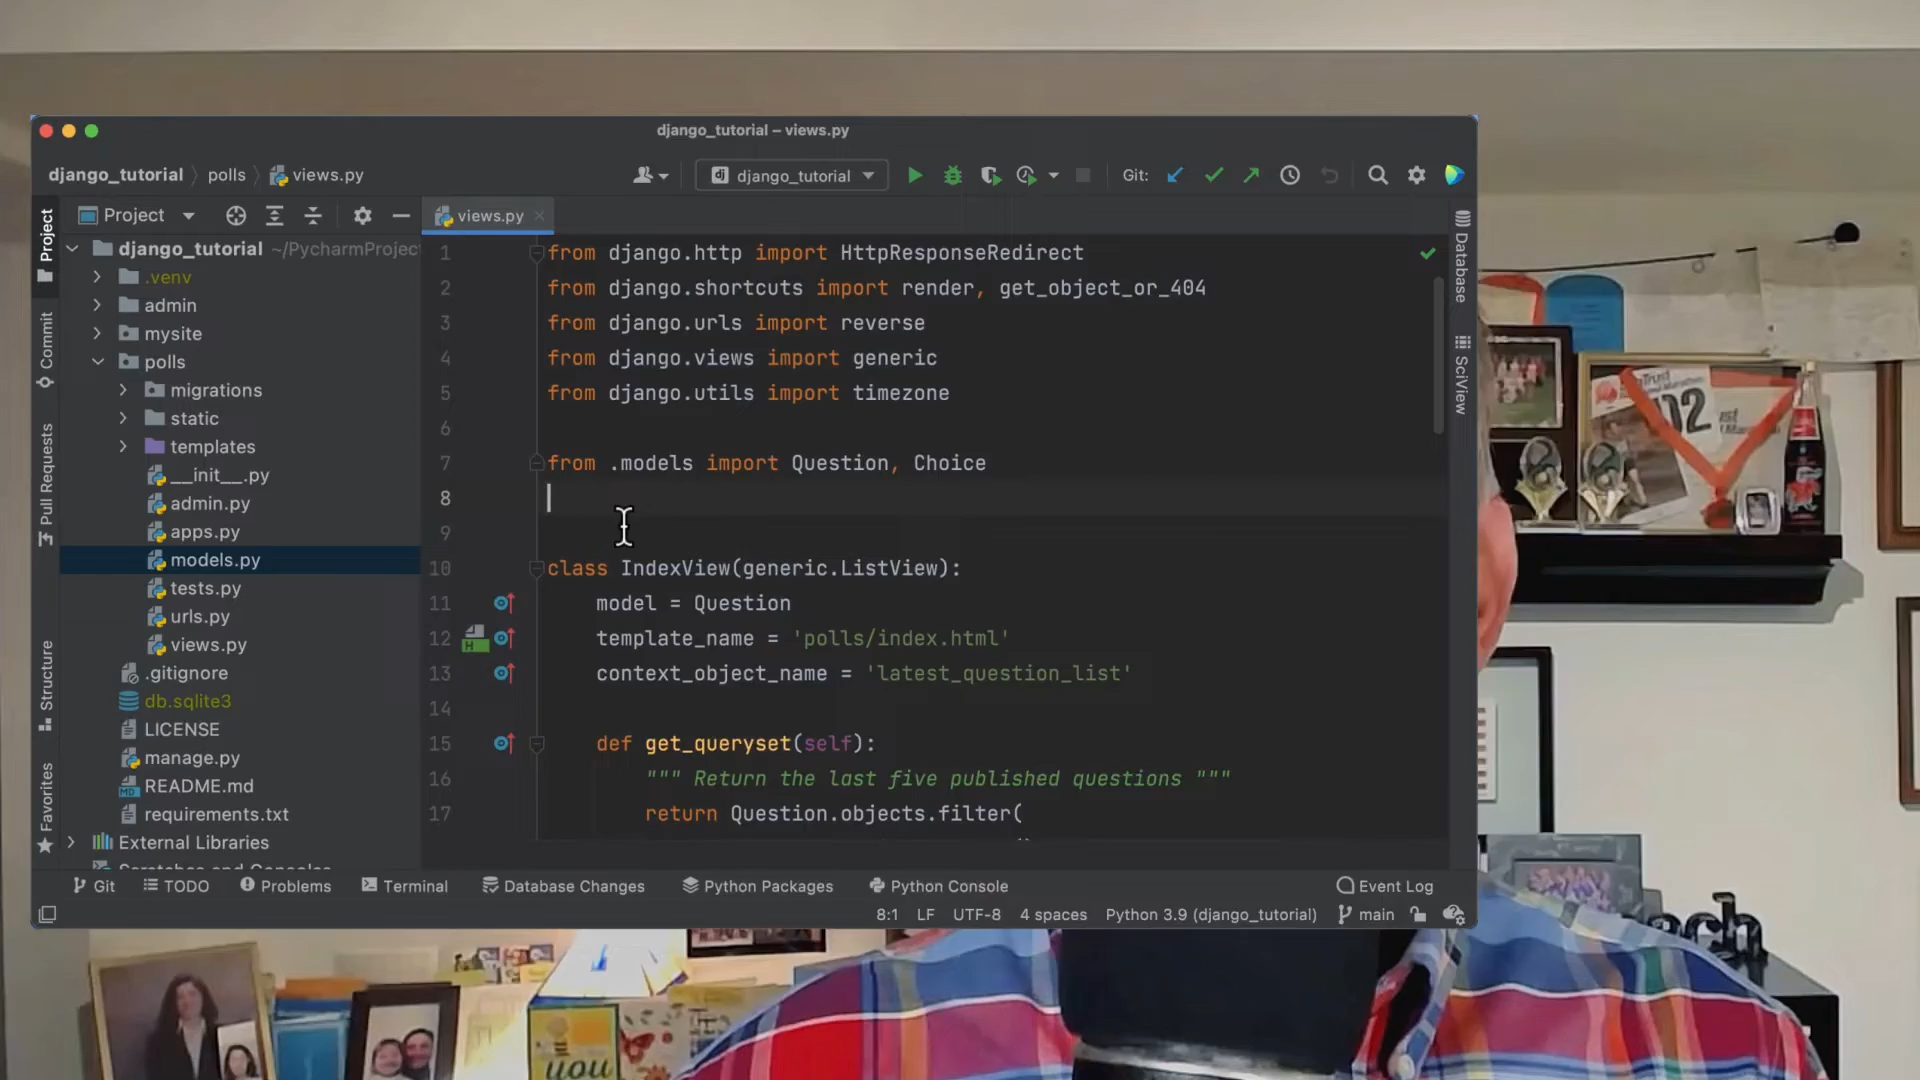 django_tutorial – views.py
django_tutorial polls views.py
dj django_tutorial
Git:
Project
views.py
Project
Commit
Pull Requests
Structure
Favorites
django_tutorial ~/PycharmProject
.venv
admin
mysite
polls
migrations
static
templates
__init__.py
admin.py
apps.py
models.py
tests.py
urls.py
views.py
.gitignore
db.sqlite3
LICENSE
manage.py
README.md
requirements.txt
External Libraries
Scratches and Consoles
1 from django.http import HttpResponseRedirect
2 from django.shortcuts import render, get_object_or_404
3 from django.urls import reverse
4 from django.views import generic
5 from django.utils import timezone
6
7 from .models import Question, Choice
8
9
10 class IndexView(generic.ListView):
11 model = Question
12 template_name = 'polls/index.html'
13 context_object_name = 'latest_question_list'
14
15 def get_queryset(self):
16 """ Return the last five published questions """
17 return Question.objects.filter(
Database
SciView
Git TODO Problems Terminal Database Changes Python Packages Python Console Event Log
8:1 LF UTF-8 4 spaces Python 3.9 (django_tutorial) main
you